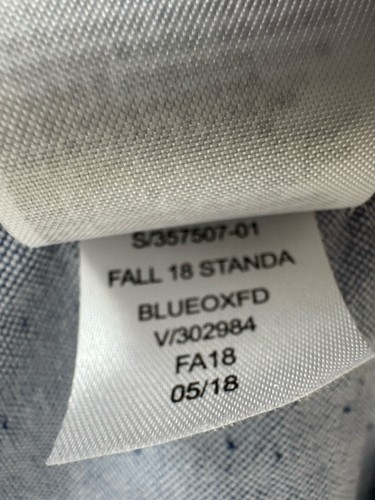 S/357507-01
FALL 18 STANDA
BLUEOXFD
V/302984
FA18
05/18